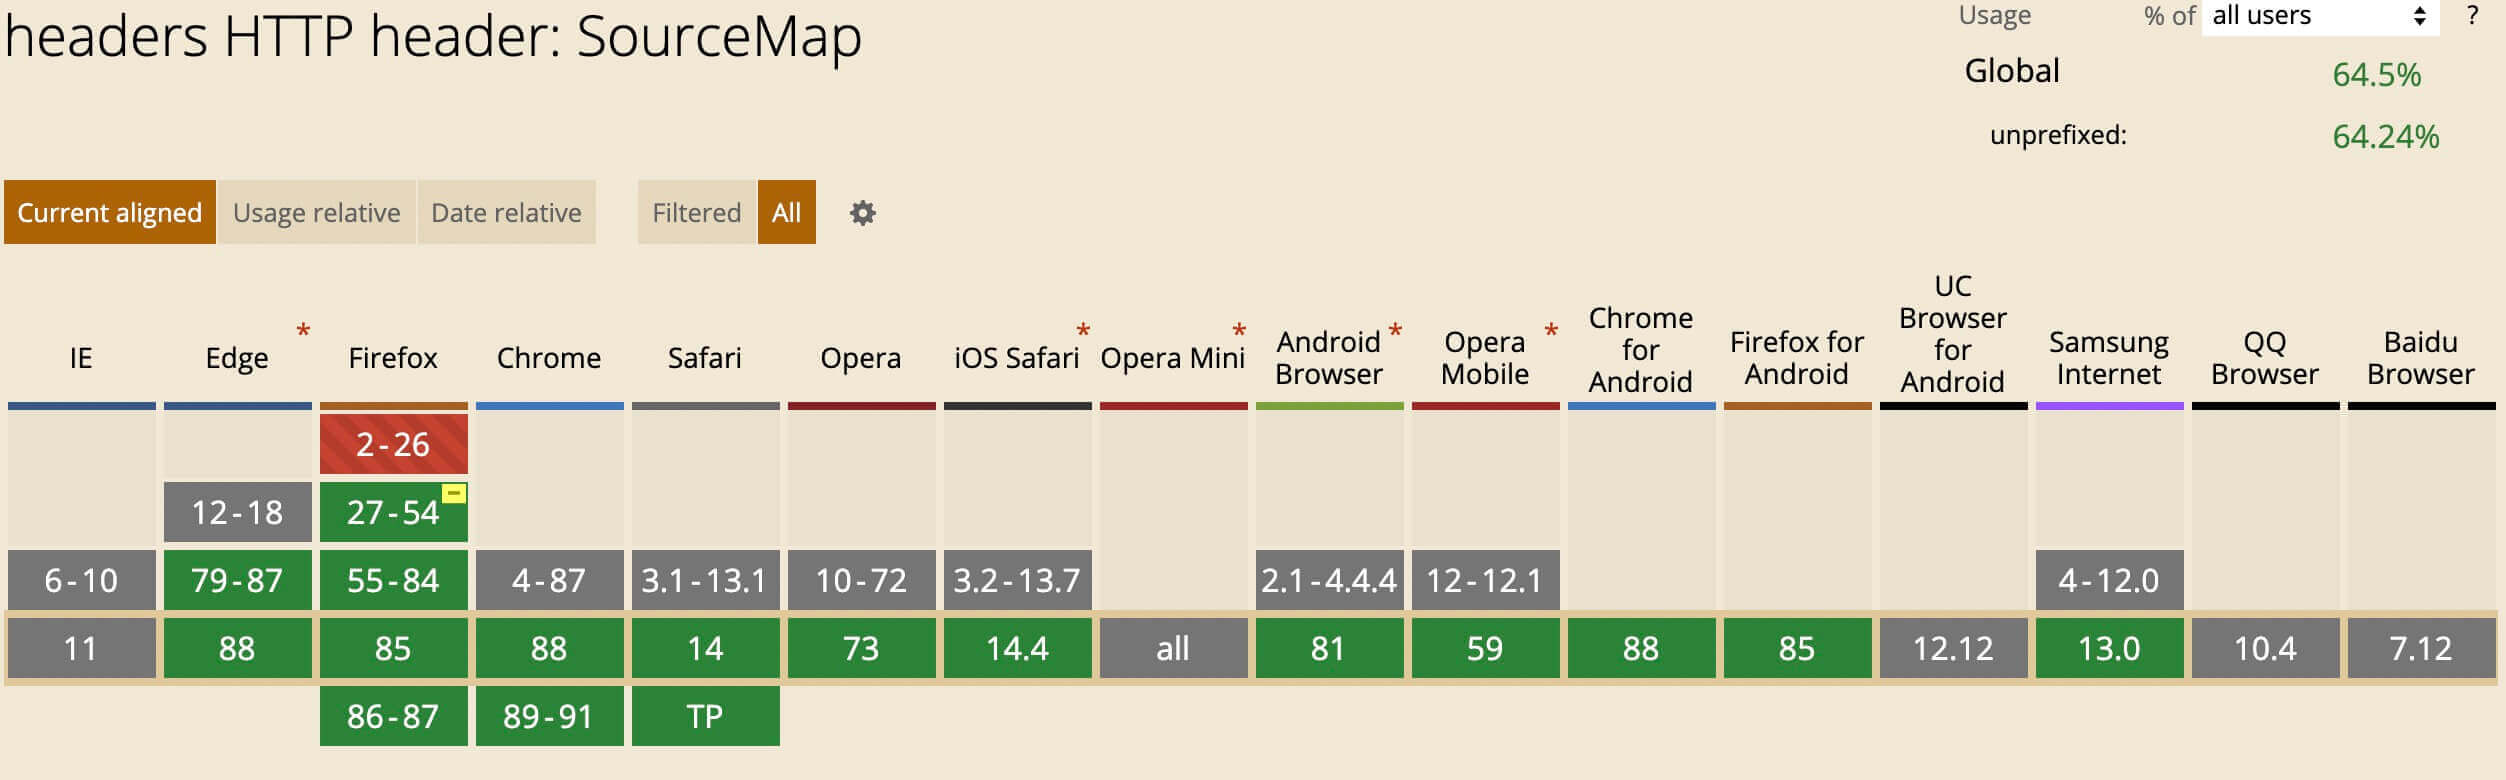 headers HTTP header: SourceMap
Usage % of all users ?
Global 64.5%
unprefixed: 64.24%
Current aligned Usage relative Date relative Filtered All
IE
Edge *
Firefox
Chrome
Safari
Opera
iOS Safari *
Opera Mini *
Android Browser *
Opera Mobile *
Chrome for Android
Firefox for Android
UC Browser for Android
Samsung Internet
QQ Browser
Baidu Browser
2-26
12-18 27-54
6-10 79-87 55-84 4-87 3.1-13.1 10-72 3.2-13.7 2.1-4.4.4 12-12.1 4-12.0
11 88 85 88 14 73 14.4 all 81 59 88 85 12.12 13.0 10.4 7.12
86-87 89-91 TP